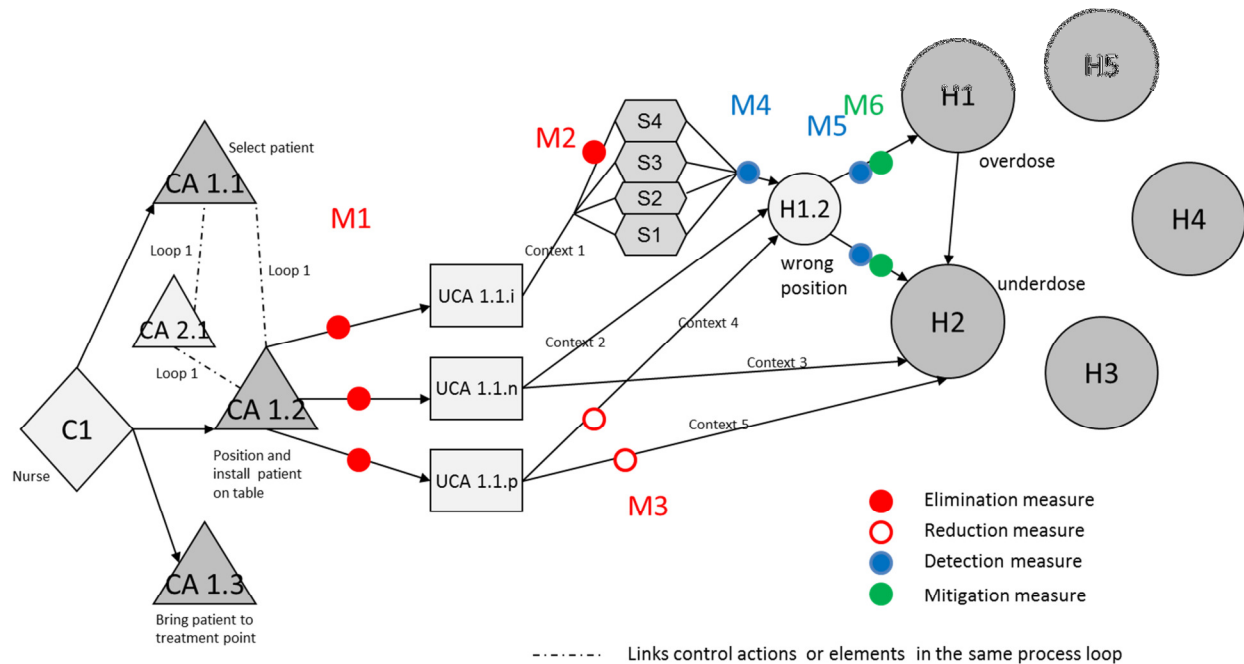 H5
M4
M6
H1
M5
S4
M2
Select patient
CA 1.1
S3
overdose
S2
H1.2
H4
M1
S1
Loop 1
Context 1
Loop 1
wrong
position
underdose
UCA 1.1.i
CA 2.1
H2
Context 4
Context 2
Loop 1
Context 3
H3
UCA 1.1.n
CA 1.2
C1
Context 5
Nurse
Position and
install patient
on table
UCA 1.1.p
M3
Elimination measure
Reduction measure
Detection measure
CA 1.3
Mitigation measure
Bring patient to
treatment point
Links control actions or elements in the same process loop